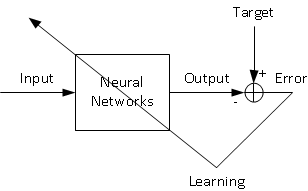 Target
Input
Neural
Networks
Output
+
-
Error
Learning